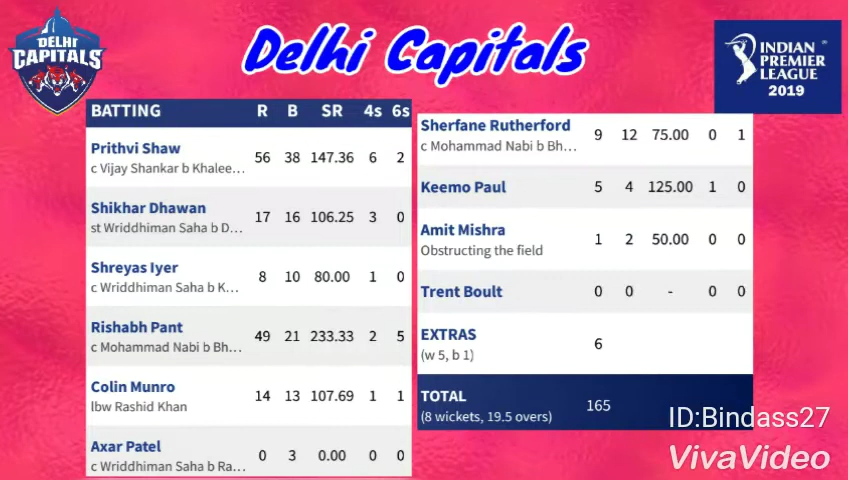 DELHI
CAPITALS
Delhi Capitals
INDIAN
PREMIER
LEAGUE
2019
BATTING R B SR 4s 6s
Prithvi Shaw 56 38 147.36 6 2
c Vijay Shankar b Khalee...
Shikhar Dhawan 17 16 106.25 3 0
st Wriddhiman Saha b D...
Shreyas Iyer 8 10 80.00 1 0
c Wriddhiman Saha b K...
Rishabh Pant 49 21 233.33 2 5
c Mohammad Nabi b Bh...
Colin Munro 14 13 107.69 1 1
lbw Rashid Khan
Axar Patel 0 3 0.00 0 0
c Wriddhiman Saha b Ra...
Sherfane Rutherford 9 12 75.00 0 1
c Mohammad Nabi b Bh...
Keemo Paul 5 4 125.00 1 0
Amit Mishra 1 2 50.00 0 0
Obstructing the field
Trent Boult 0 0 - 0 0
EXTRAS 6
(w 5, b 1)
TOTAL 165
(8 wickets, 19.5 overs)
ID:Bindass27
VivaVideo